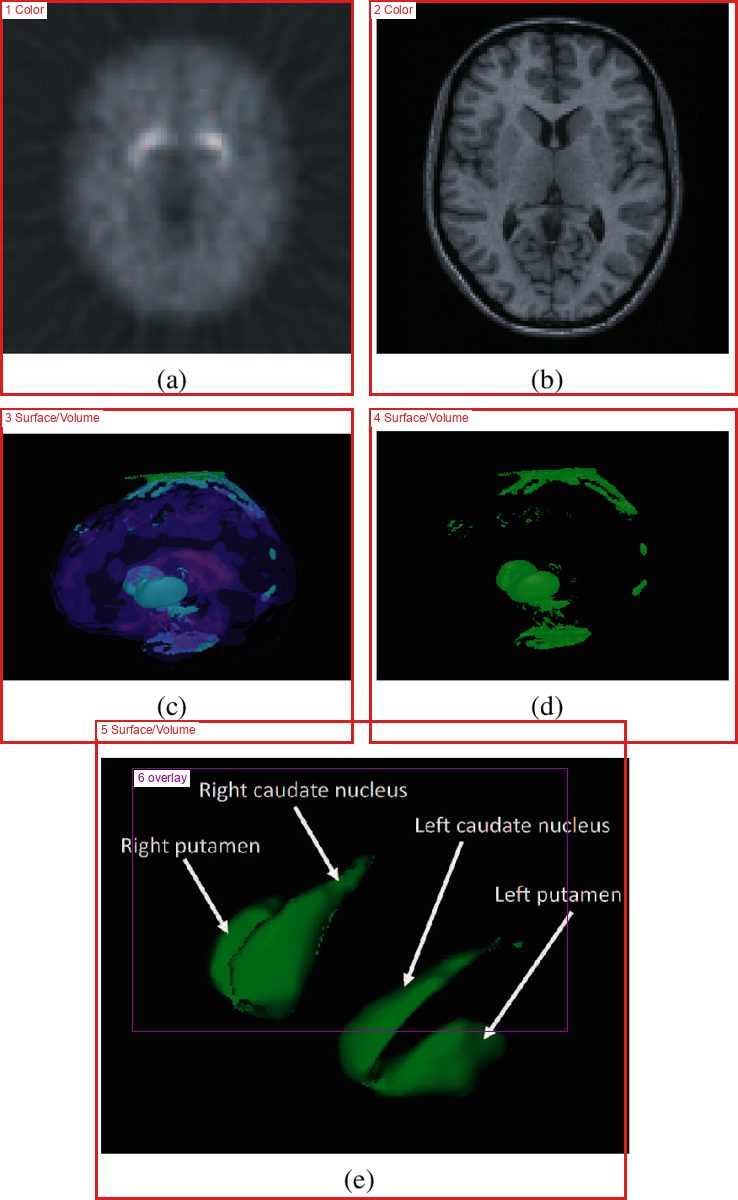 1 Color
2 Color
(a)
(b)
3 Surface/Volume
4 Surface/Volume
(c)
(d)
5 Surface/Volume
6 overlay
Right caudate nucleus
Left caudate nucleus
Right putamen
Left putamen
(e)